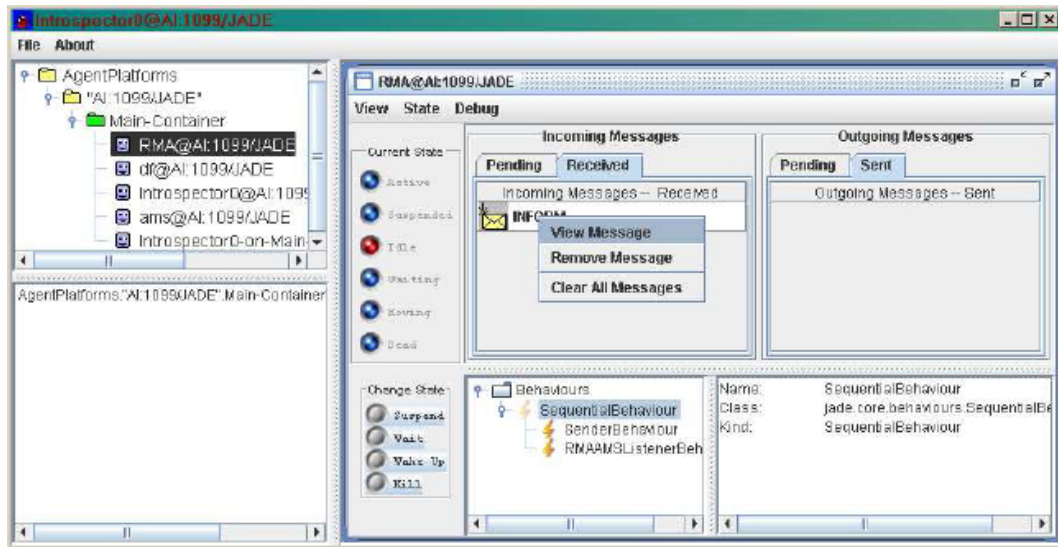 Introspector0@AI:1099/JADE
File About
AgentPlatforms
"AI:1099/JADE"
Main-Container
RMA@AI:1099/JADE
df@AI:1099/JADE
Introspector0@AI:1099
ams@AI:1099/JADE
Introspector0-on-Main-
AgentPlatforms."AI:1099/JADE".Main-Container
RMA@AI:1099/JADE
View State Debug
Current State
Active
Suspended
Idle
Waiting
Moving
Dead
Incoming Messages
Pending Received
Incoming Messages -- Received
INFORM
View Message
Remove Message
Clear All Messages
Outgoing Messages
Pending Sent
Outgoing Messages -- Sent
Change State
Suspend
Wait
Wake Up
Kill
Behaviours
SequentialBehaviour
SenderBehaviour
RMAAMSListenerBeh
Name: SequentialBehaviour
Class: jade.core.behaviours.SequentialBe
Kind: SequentialBehaviour